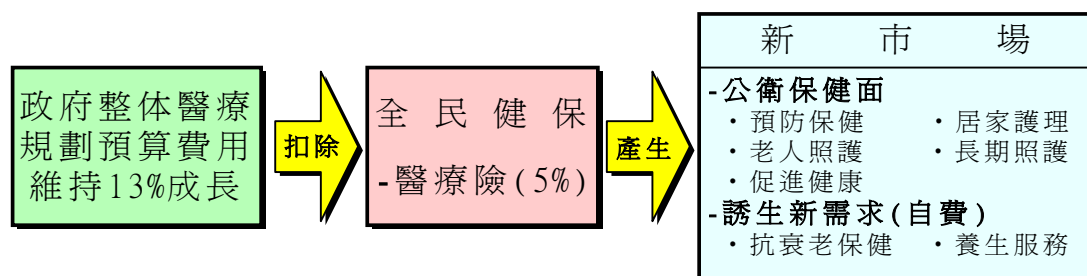 政府整体醫療
規劃預算費用
維持13%成長
扣除
全民健保
-醫療險(5%)
產生
新市場
-公衛保健面
・預防保健 ・居家護理
・老人照護 ・長期照護
・促進健康
-誘生新需求(自費)
・抗衰老保健 ・養生服務